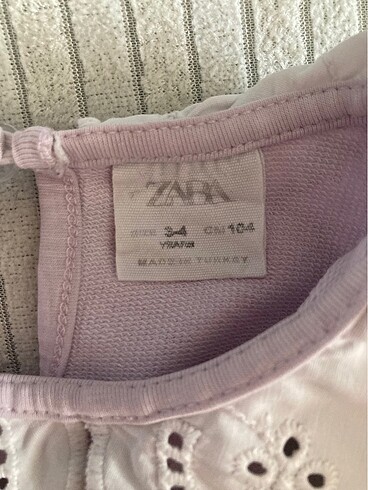 ZARA
SIZE 3-4 CM 104
YEARS
MADE IN TURKEY